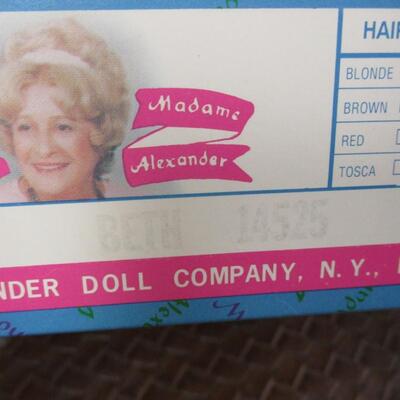 HAIR
Madame
Alexander
BLONDE
BROWN
RED
TOSCA
BETH 14525
NDER DOLL COMPANY, N.Y.,